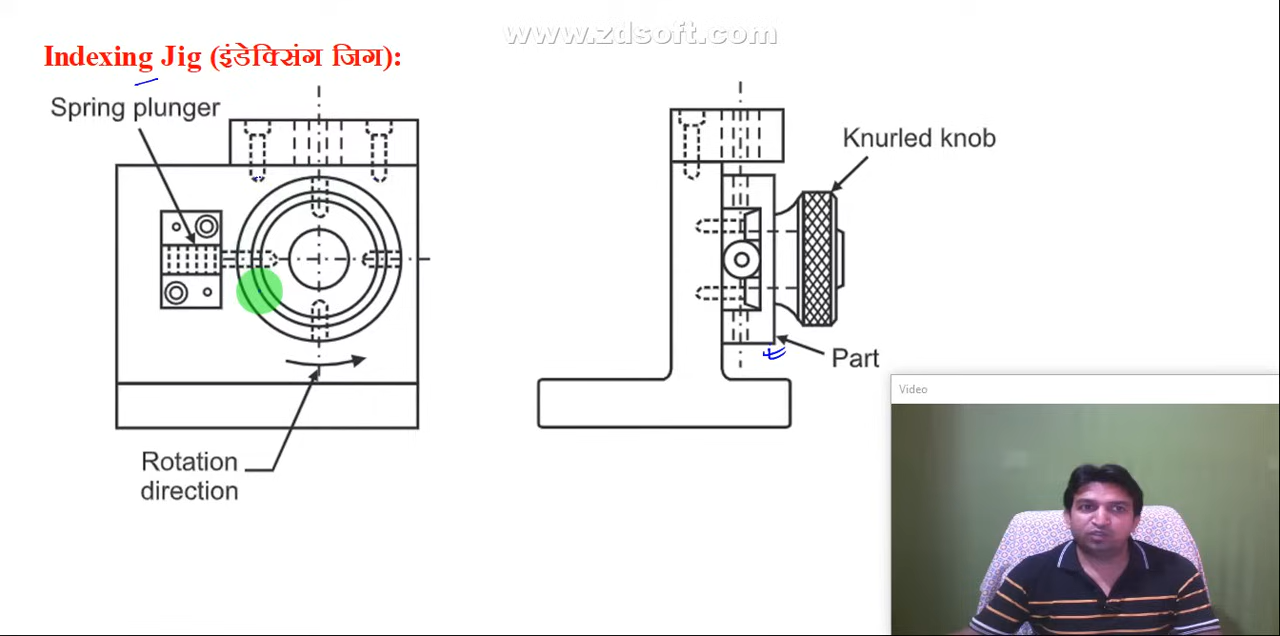 www.zdsoft.com
Indexing Jig (इंडेक्सिंग जिग):
Spring plunger
Knurled knob
Part
Video
Rotation
direction